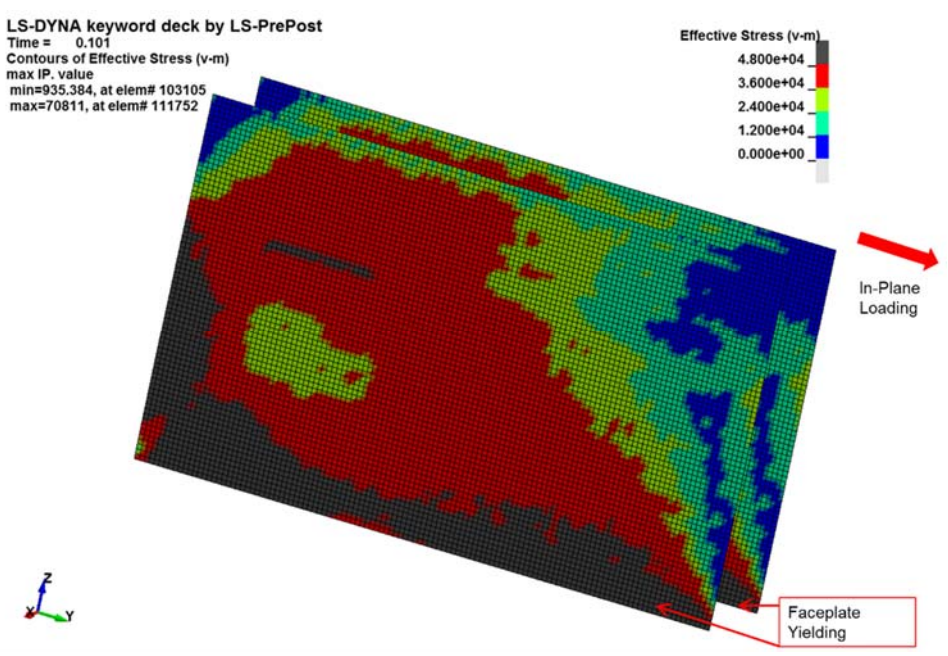 LS-DYNA keyword deck by LS-PrePost
Time = 0.101
Contours of Effective Stress (v-m)
max IP. value
min=935.384, at elem# 103105
max=70811, at elem# 111752
Effective Stress (v-m)
4.800e+04
3.600e+04
2.400e+04
1.200e+04
0.000e+00
In-Plane
Loading
Z
X
Y
Faceplate
Yielding